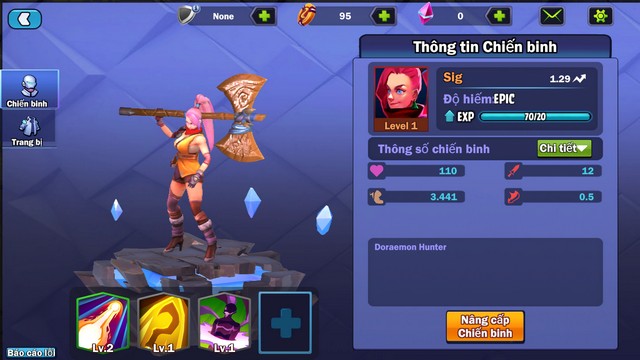 None
95
0
Thông tin Chiến binh
Chiến binh
Trang bị
Sig
1.29
Độ hiếm:EPIC
EXP 70/20
Level 1
Thông số chiến binh
Chi tiết
110
12
3.441
0.5
Doraemon Hunter
Lv.2
Lv.1
Lv.1
Nâng cấp
Chiến binh
Báo cáo lỗi